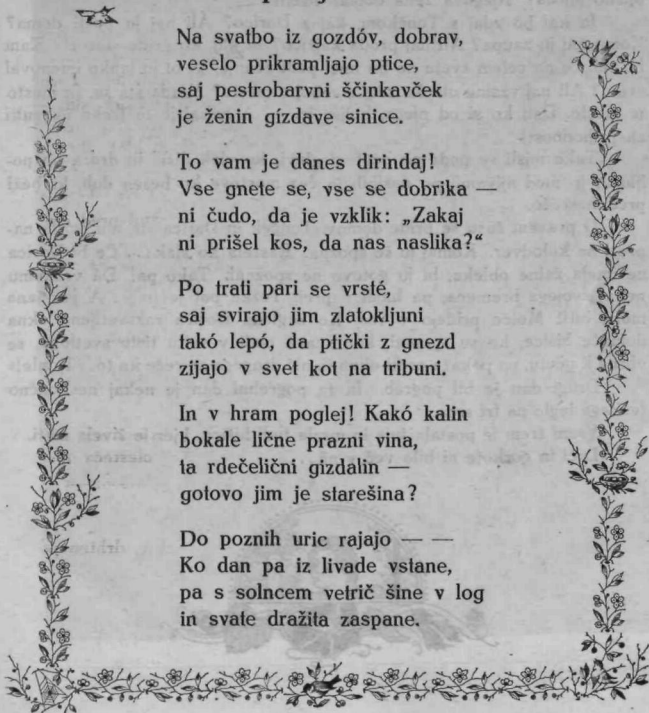 Na svatbo iz gozdóv, dobrav,
veselo prikramljajo ptice,
saj pestrobarvni ščinkavček
je ženin gízdave sinice.
To vam je danes dirindaj!
Vse gnete se, vse se dobrika —
ni čudo, da je vzklik: „Zakaj
ni prišel kos, da nas naslika?“
Po trati pari se vrsté,
saj svirajo jim zlatokljuni
takó lepó, da ptički z gnezd
zijajo v svet kot na tribuni.
In v hram poglej! Kakó kalin
bokale lične prazni vina,
ta rdečelični gizdalin —
gotovo jim je starešina?
Do poznih uric rajajo — —
Ko dan pa iz livade vstane,
pa s solncem vetrič šine v log
in svate dražita zaspane.